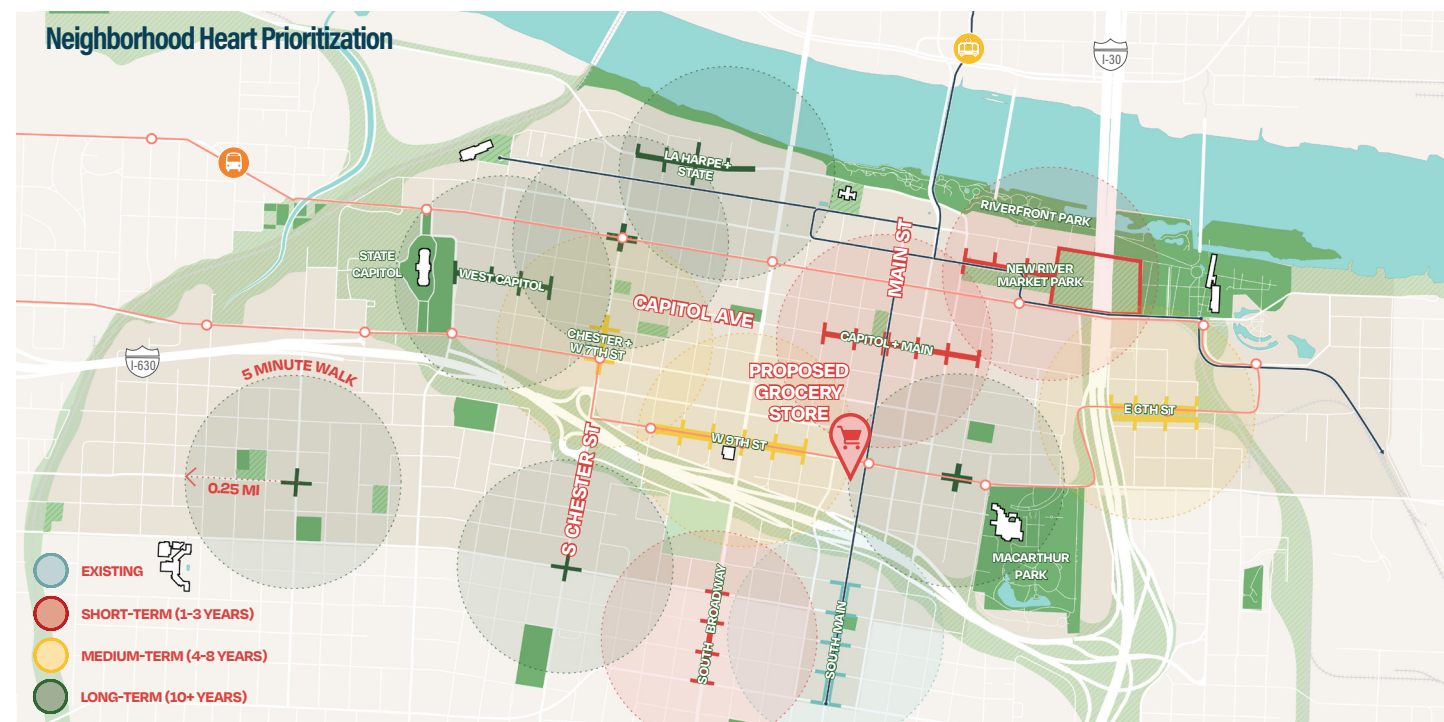 Neighborhood Heart Prioritization
I-30
LA HARPE +
STATE
RIVERFRONT PARK
MAIN ST
STATE
CAPITOL
WEST CAPITOL
NEW RIVER
MARKET PARK
CAPITOL AVE
CHESTER +
W 7TH ST
CAPITOL + MAIN
I-630
5 MINUTE WALK
PROPOSED
GROCERY
STORE
E 6TH ST
W 9TH ST
S CHESTER ST
0.25 MI
MACARTHUR
PARK
SOUTH BROADWAY
SOUTH MAIN
EXISTING
SHORT-TERM (1-3 YEARS)
MEDIUM-TERM (4-8 YEARS)
LONG-TERM (10+ YEARS)